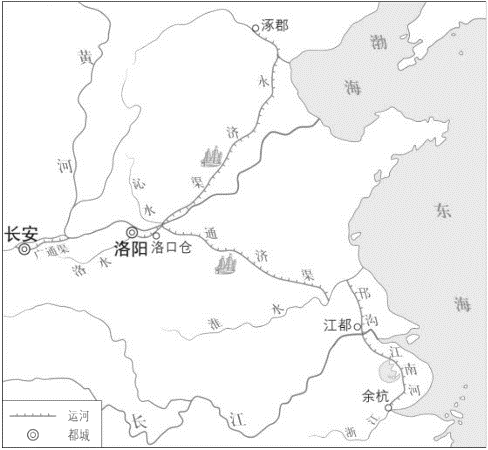 涿郡
渤海
黄河
永济渠
沁水
东海
长安
广通渠
洛阳
洛口仓
洛水
通济渠
淮水
邗沟
江都
江南河
余杭
浙江
长江
运河
都城